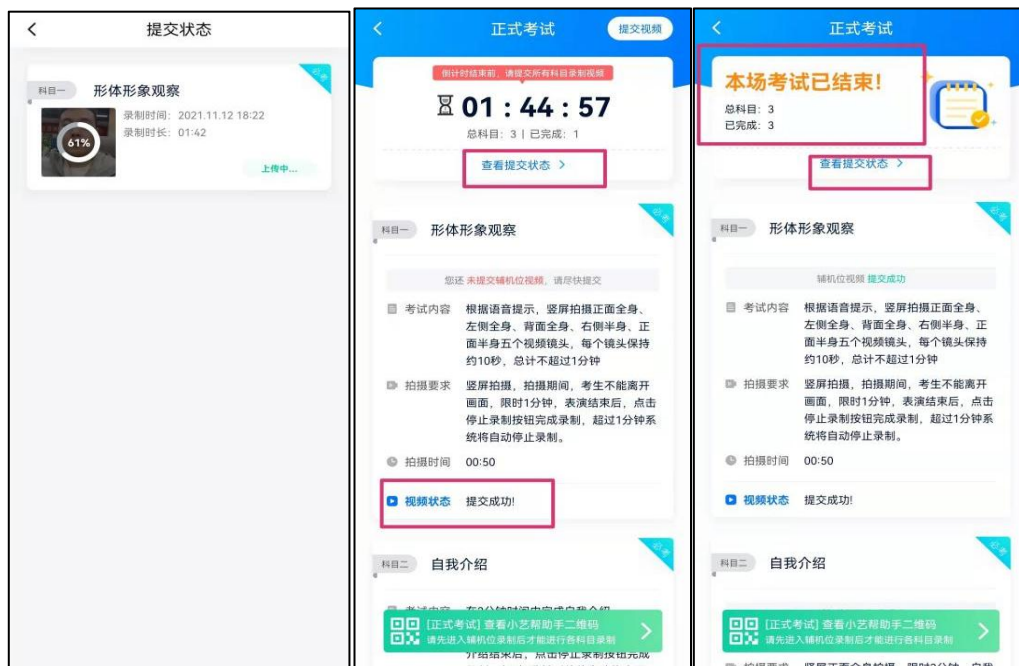 提交状态
必考
科目一 形体形象观察
录制时间: 2021.11.12 18:22
录制时长: 01:42
61%
上传中...
正式考试 提交视频
倒计时结束前，请提交所有科目录制视频
01 : 44 : 57
总科目: 3 | 已完成: 1
查看提交状态 >
必考
科目一 形体形象观察
您还 未提交辅机位视频, 请尽快提交
考试内容 根据语音提示，竖屏拍摄正面全身、
左侧全身、背面全身、右侧半身、正
面半身五个视频镜头，每个镜头保持
约10秒，总计不超过1分钟
拍摄要求 竖屏拍摄，拍摄期间，考生不能离开
画面，限时1分钟，表演结束后，点击
停止录制按钮完成录制，超过1分钟系
统将自动停止录制。
拍摄时间 00:50
视频状态 提交成功!
必考
科目二 自我介绍
[正式考试] 查看小艺帮助手二维码
请先进入辅机位录制后才能进行各科目录制
介绍结束后，点击停止录制按钮完成
正式考试
本场考试已结束!
总科目: 3
已完成: 3
查看提交状态 >
必考
科目一 形体形象观察
辅机位视频 提交成功
考试内容 根据语音提示，竖屏拍摄正面全身、
左侧全身、背面全身、右侧半身、正
面半身五个视频镜头，每个镜头保持
约10秒，总计不超过1分钟
拍摄要求 竖屏拍摄，拍摄期间，考生不能离开
画面，限时1分钟，表演结束后，点击
停止录制按钮完成录制，超过1分钟系
统将自动停止录制。
拍摄时间 00:50
视频状态 提交成功!
必考
科目二 自我介绍
[正式考试] 查看小艺帮助手二维码
请先进入辅机位录制后才能进行各科目录制